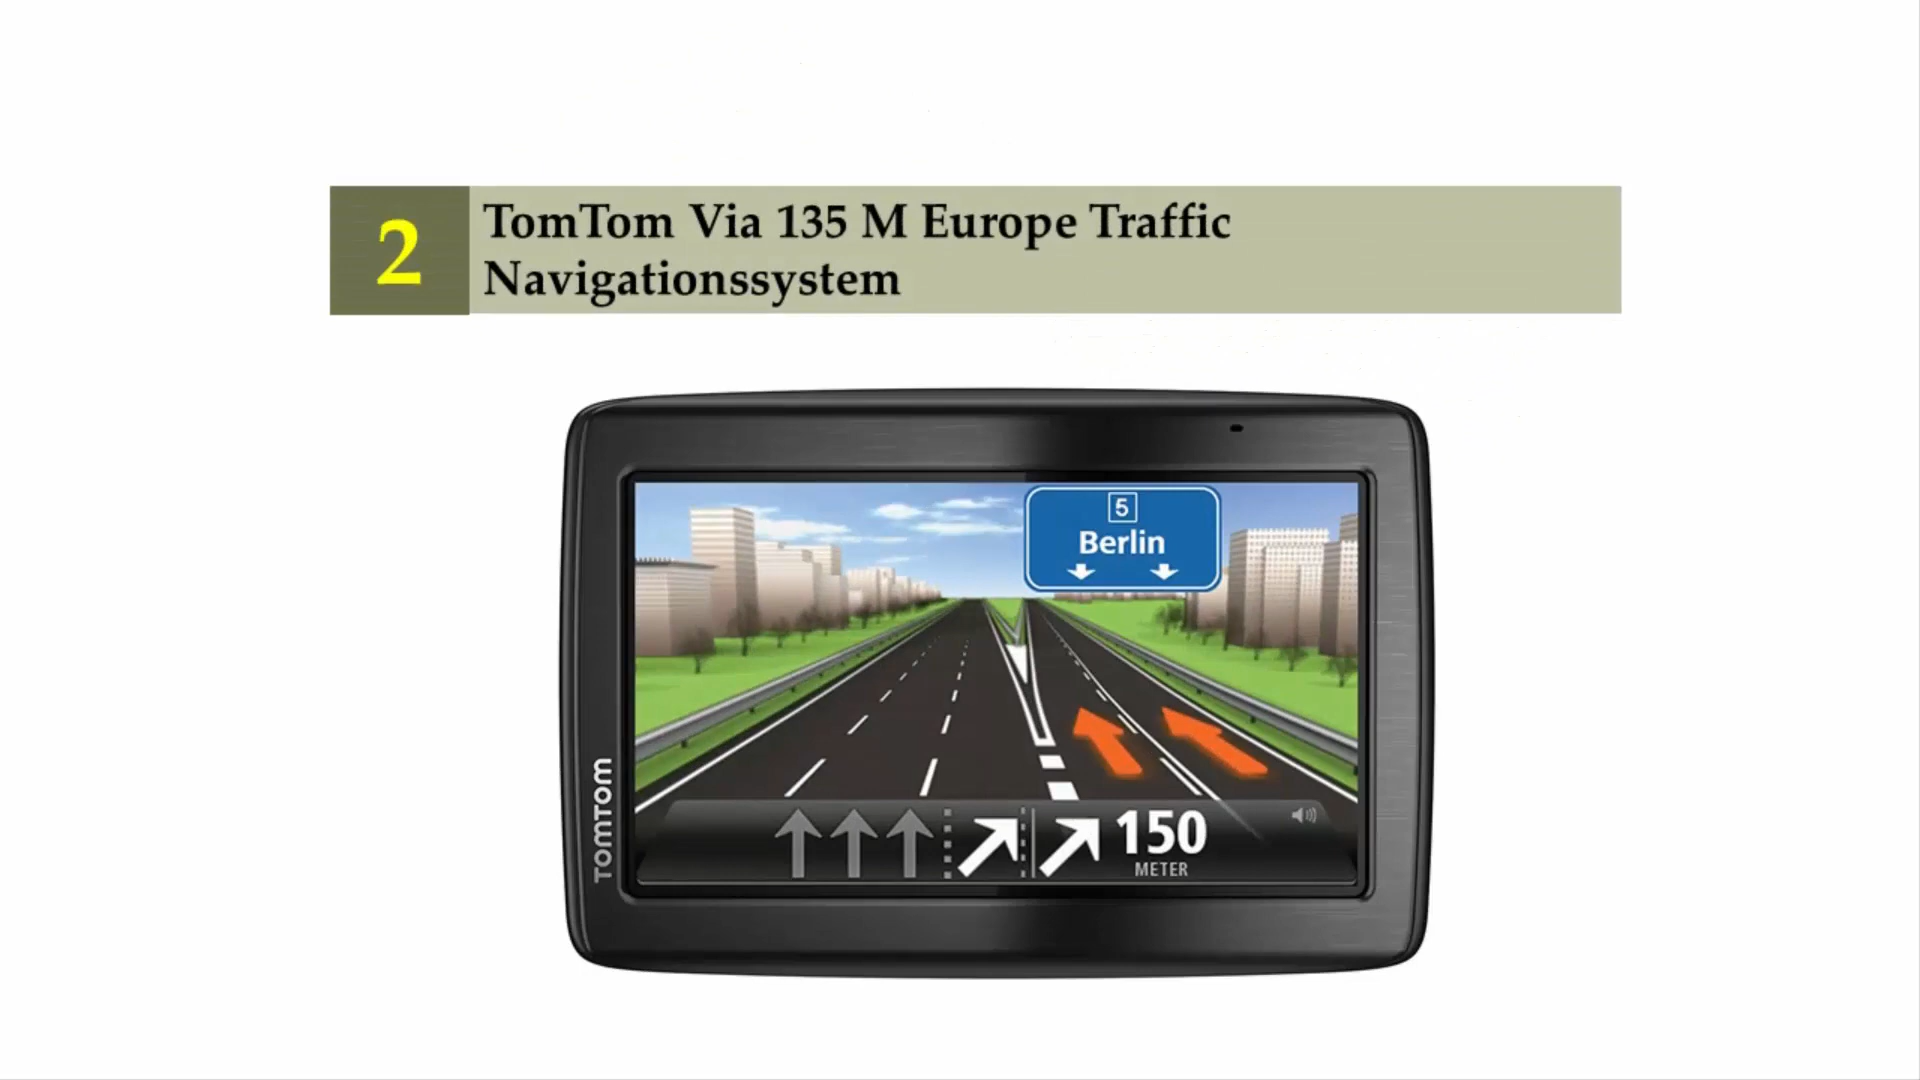 2
TomTom Via 135 M Europe Traffic
Navigationssystem
5
Berlin
150
METER
TOMTOM